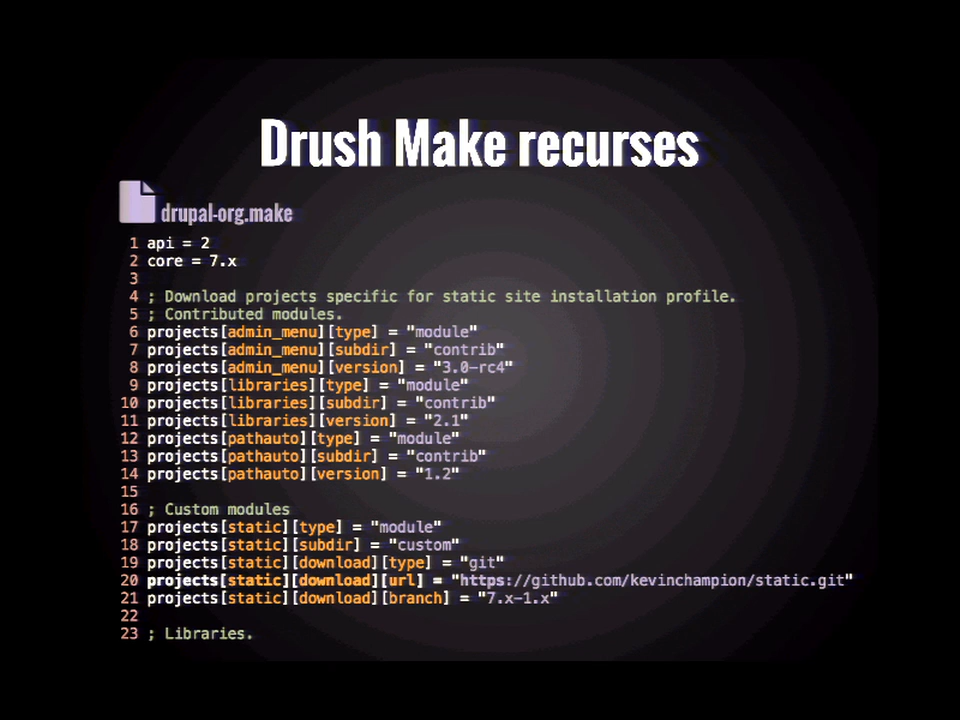 Drush Make recurses
drupal-org.make
1 api = 2
2 core = 7.x
3
4 ; Download projects specific for static site installation profile.
5 ; Contributed modules.
6 projects[admin_menu][type] = "module"
7 projects[admin_menu][subdir] = "contrib"
8 projects[admin_menu][version] = "3.0-rc4"
9 projects[libraries][type] = "module"
10 projects[libraries][subdir] = "contrib"
11 projects[libraries][version] = "2.1"
12 projects[pathauto][type] = "module"
13 projects[pathauto][subdir] = "contrib"
14 projects[pathauto][version] = "1.2"
15
16 ; Custom modules
17 projects[static][type] = "module"
18 projects[static][subdir] = "custom"
19 projects[static][download][type] = "git"
20 projects[static][download][url] = "https://github.com/kevinchampion/static.git"
21 projects[static][download][branch] = "7.x-1.x"
22
23 ; Libraries.